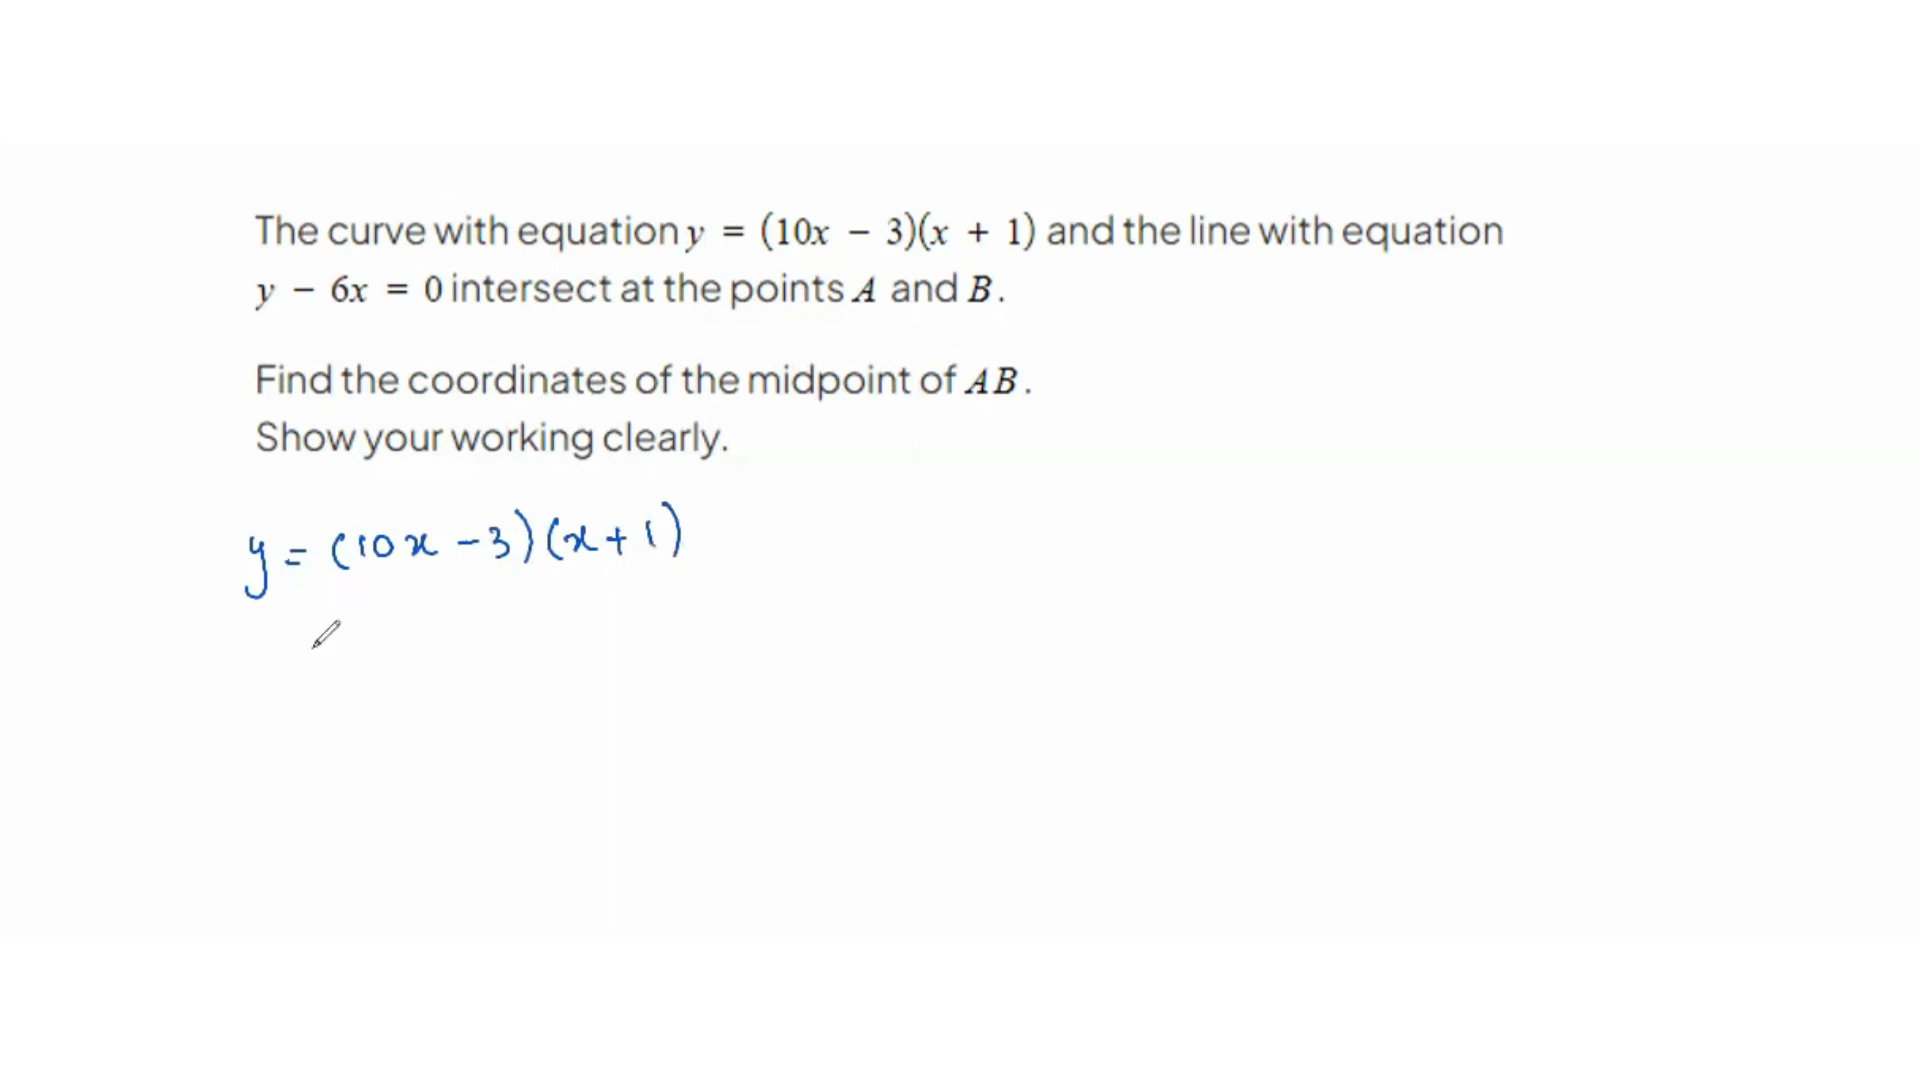 The curve with equation y = (10x − 3)(x + 1) and the line with equation
y − 6x = 0 intersect at the points A and B.
Find the coordinates of the midpoint of AB.
Show your working clearly.
y = (10x − 3)(x + 1)